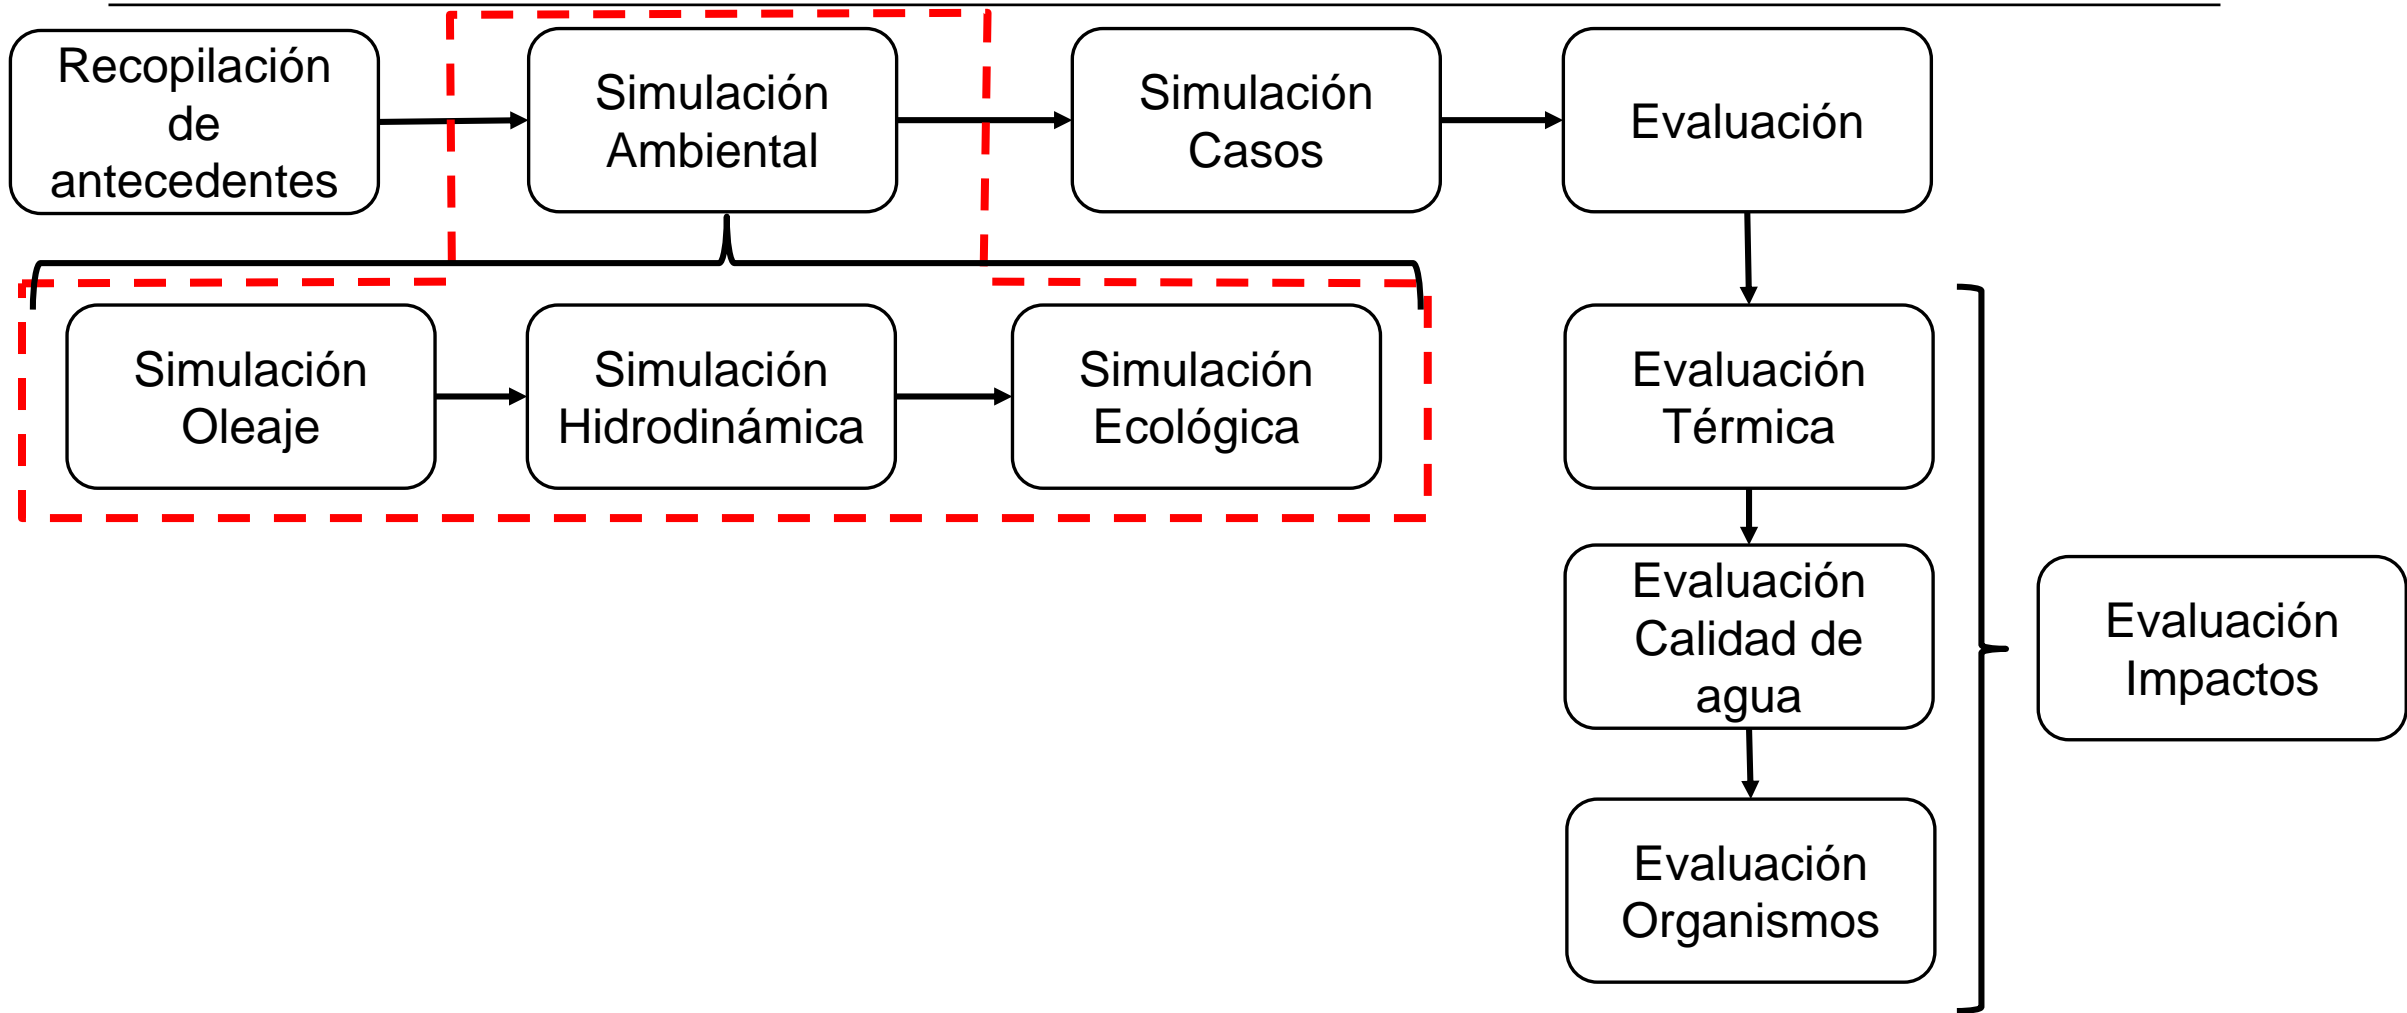 Recopilación
de
antecedentes
Simulación
Ambiental
Simulación
Casos
Evaluación
Simulación
Oleaje
Simulación
Hidrodinámica
Simulación
Ecológica
Evaluación
Térmica
Evaluación
Calidad de
agua
Evaluación
Organismos
Evaluación
Impactos